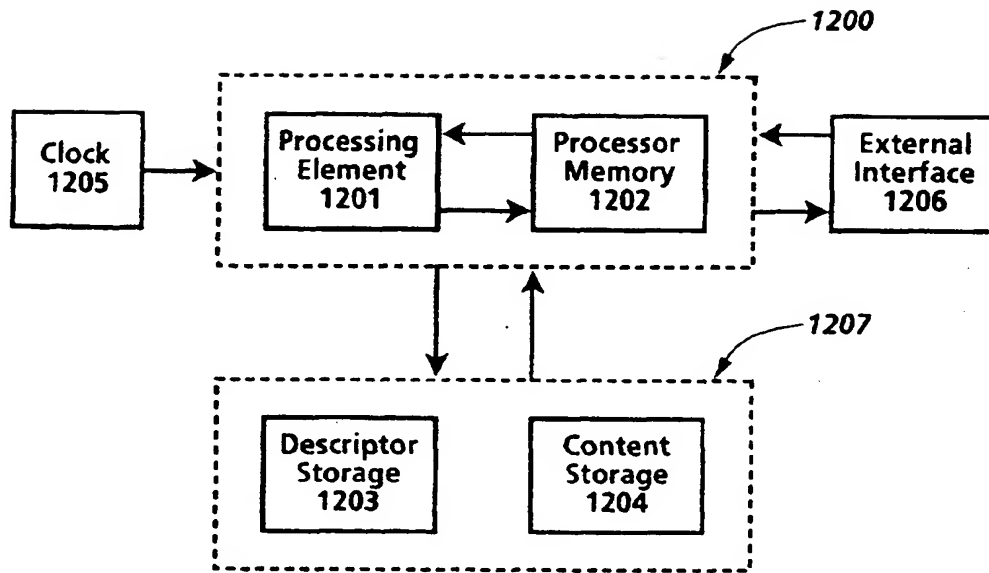 1200
Clock
1205
Processing
Element
1201
Processor
Memory
1202
External
Interface
1206
1207
Descriptor
Storage
1203
Content
Storage
1204